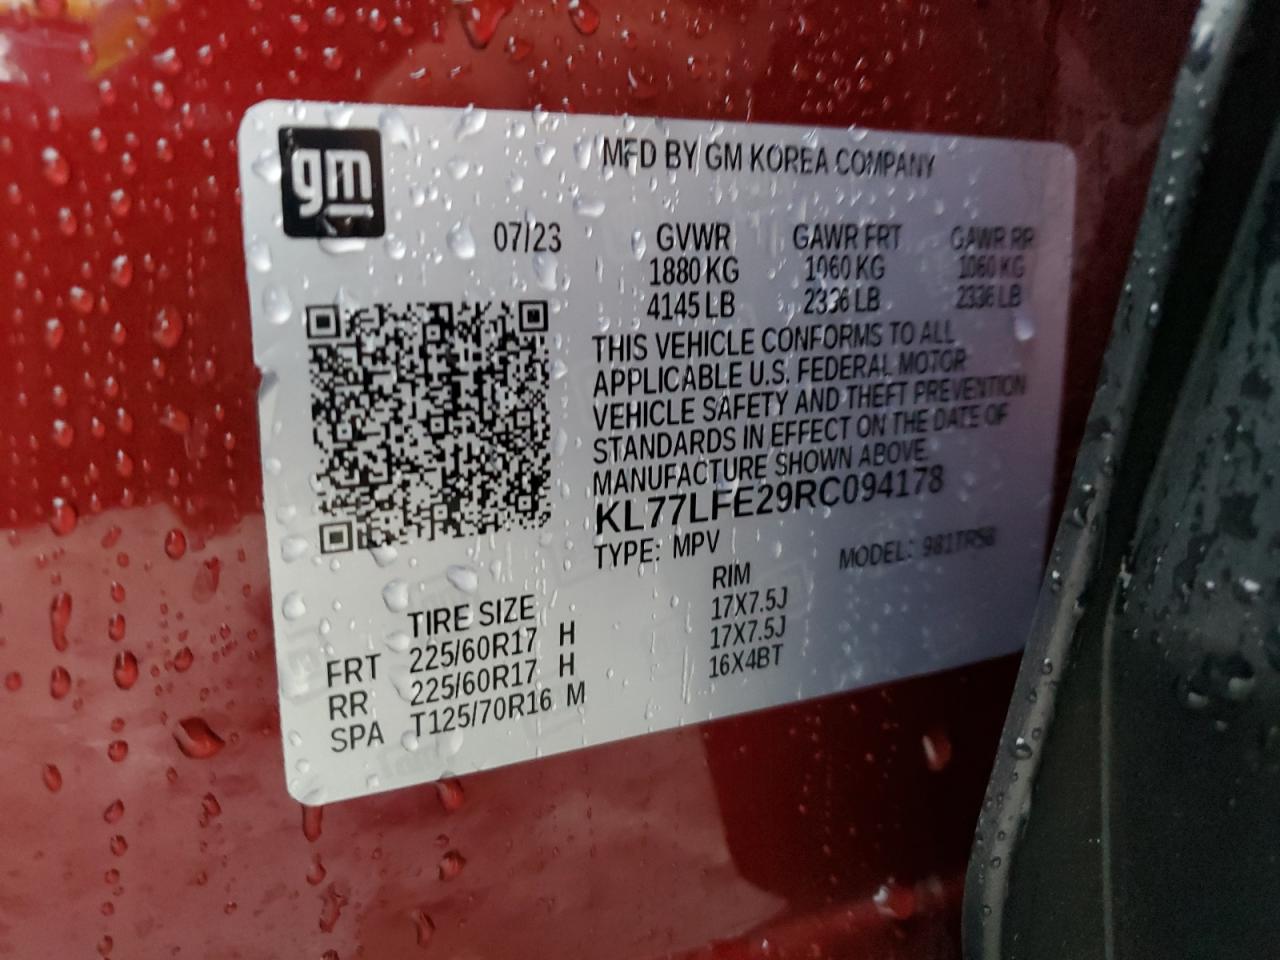 gm
MFD BY GM KOREA COMPANY
07/23 GVWR GAWR FRT GAWR RR
1880 KG 1060 KG 1060 KG
4145 LB 2336 LB 2336 LB
THIS VEHICLE CONFORMS TO ALL
APPLICABLE U.S. FEDERAL MOTOR
VEHICLE SAFETY AND THEFT PREVENTION
STANDARDS IN EFFECT ON THE DATE OF
MANUFACTURE SHOWN ABOVE.
KL77LFE29RC094178
TYPE: MPV MODEL:
TIRE SIZE RIM
FRT 225/60R17 H 17X7.5J
RR 225/60R17 H 17X7.5J
SPA T125/70R16 M 16X4BT